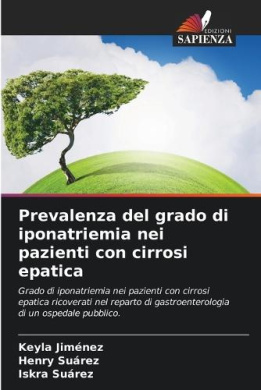 EDIZIONI
SAPIENZA
Prevalenza del grado di
iponatriemia nei
pazienti con cirrosi
epatica
Grado di iponatriemia nei pazienti con cirrosi
epatica ricoverati nel reparto di gastroenterologia
di un ospedale pubblico.
Keyla Jiménez
Henry Suárez
Iskra Suárez